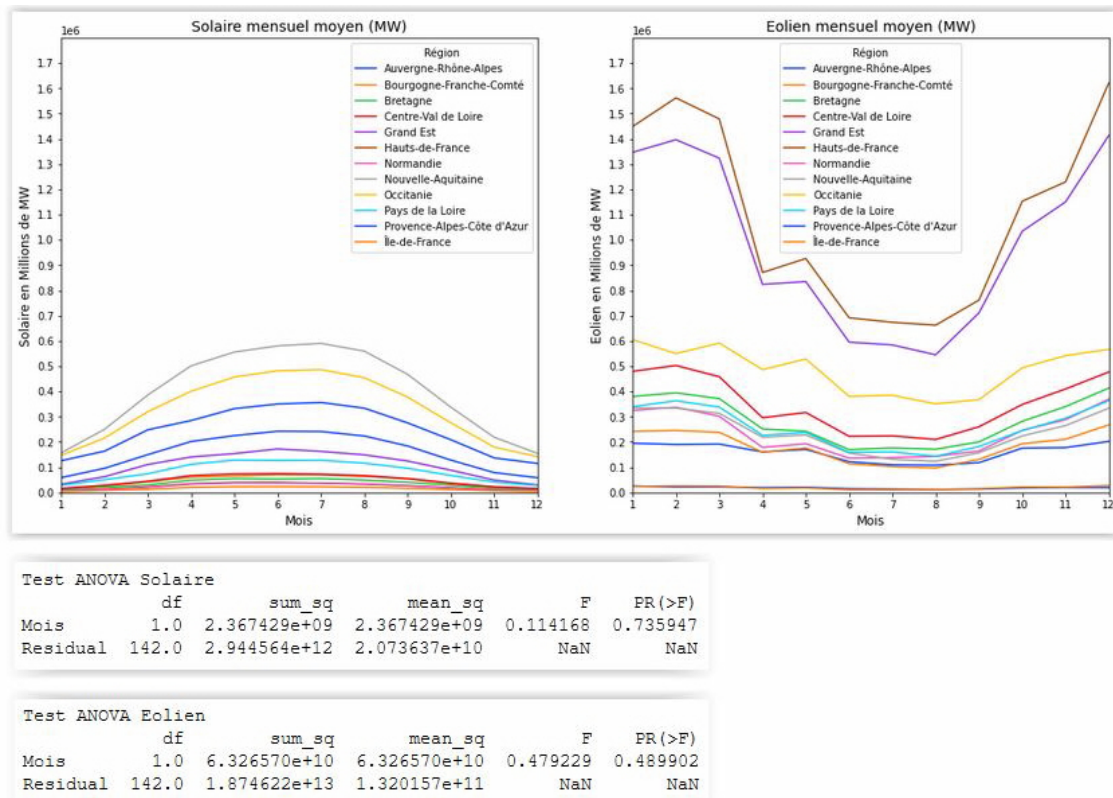 Solaire mensuel moyen (MW)
1e6
Solaire en Millions de MW
1.7
1.6
1.5
1.4
1.3
1.2
1.1
1.0
0.9
0.8
0.7
0.6
0.5
0.4
0.3
0.2
0.1
0.0
1 2 3 4 5 6 7 8 9 10 11 12
Mois
Région
Auvergne-Rhône-Alpes
Bourgogne-Franche-Comté
Bretagne
Centre-Val de Loire
Grand Est
Hauts-de-France
Normandie
Nouvelle-Aquitaine
Occitanie
Pays de la Loire
Provence-Alpes-Côte d'Azur
Île-de-France
Eolien mensuel moyen (MW)
1e6
Eolien en Millions de MW
1.7
1.6
1.5
1.4
1.3
1.2
1.1
1.0
0.9
0.8
0.7
0.6
0.5
0.4
0.3
0.2
0.1
0.0
1 2 3 4 5 6 7 8 9 10 11 12
Mois
Région
Auvergne-Rhône-Alpes
Bourgogne-Franche-Comté
Bretagne
Centre-Val de Loire
Grand Est
Hauts-de-France
Normandie
Nouvelle-Aquitaine
Occitanie
Pays de la Loire
Provence-Alpes-Côte d'Azur
Île-de-France
Test ANOVA Solaire
df sum_sq mean_sq F PR(>F)
Mois 1.0 2.367429e+09 2.367429e+09 0.114168 0.735947
Residual 142.0 2.944564e+12 2.073637e+10 NaN NaN
Test ANOVA Eolien
df sum_sq mean_sq F PR(>F)
Mois 1.0 6.326570e+10 6.326570e+10 0.479229 0.489902
Residual 142.0 1.874622e+13 1.320157e+11 NaN NaN